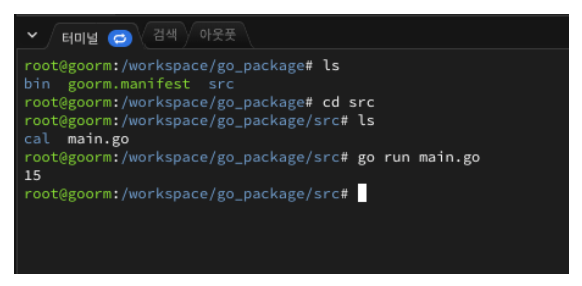 터미널 검색 아웃풋
root@goorm:/workspace/go_package# ls
bin goorm.manifest src
root@goorm:/workspace/go_package# cd src
root@goorm:/workspace/go_package/src# ls
cal main.go
root@goorm:/workspace/go_package/src# go run main.go
15
root@goorm:/workspace/go_package/src#